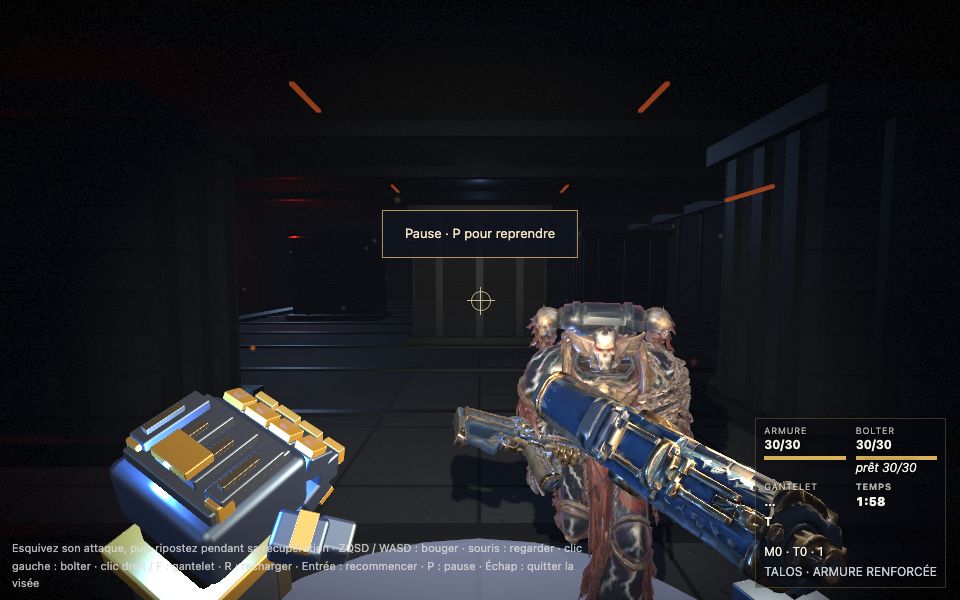 Pause · P pour reprendre
ARMURE BOLTER
30/30 30/30
prêt 30/30
GANTELET TEMPS
... 1:58
T
M0 · T0 · 1
TALOS · ARMURE RENFORCÉE
Esquivez son attaque, puis ripostez pendant sa récupération · ZQSD / WASD : bouger · souris : regarder · clic
gauche : bolter · clic droit / F : gantelet · R : recharger · Entrée : recommencer · P : pause · Échap : quitter la
visée